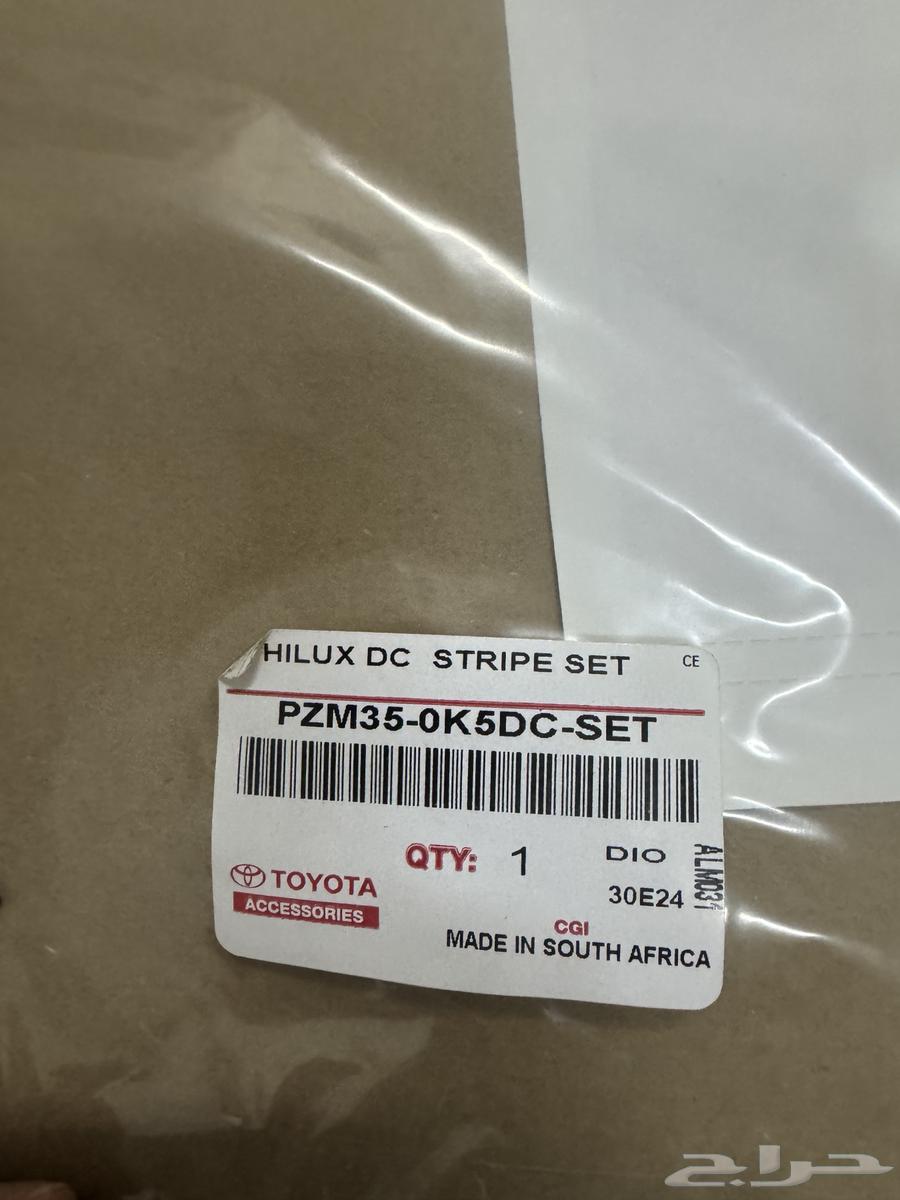 HILUX DC STRIPE SET
CE
PZM35-0K5DC-SET
QTY: 1
DIO
ALM031
30E24
TOYOTA
ACCESSORIES
CGI
MADE IN SOUTH AFRICA
حراج